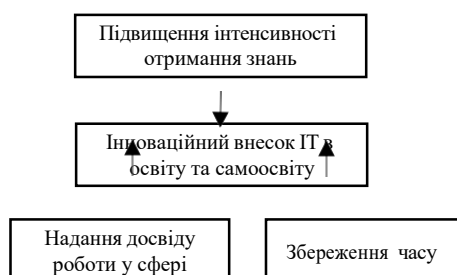 Підвищення інтенсивності
отримання знань
Інноваційний внесок ІТ в
освіту та самоосвіту
Надання досвіду
роботи у сфері
Збереження часу